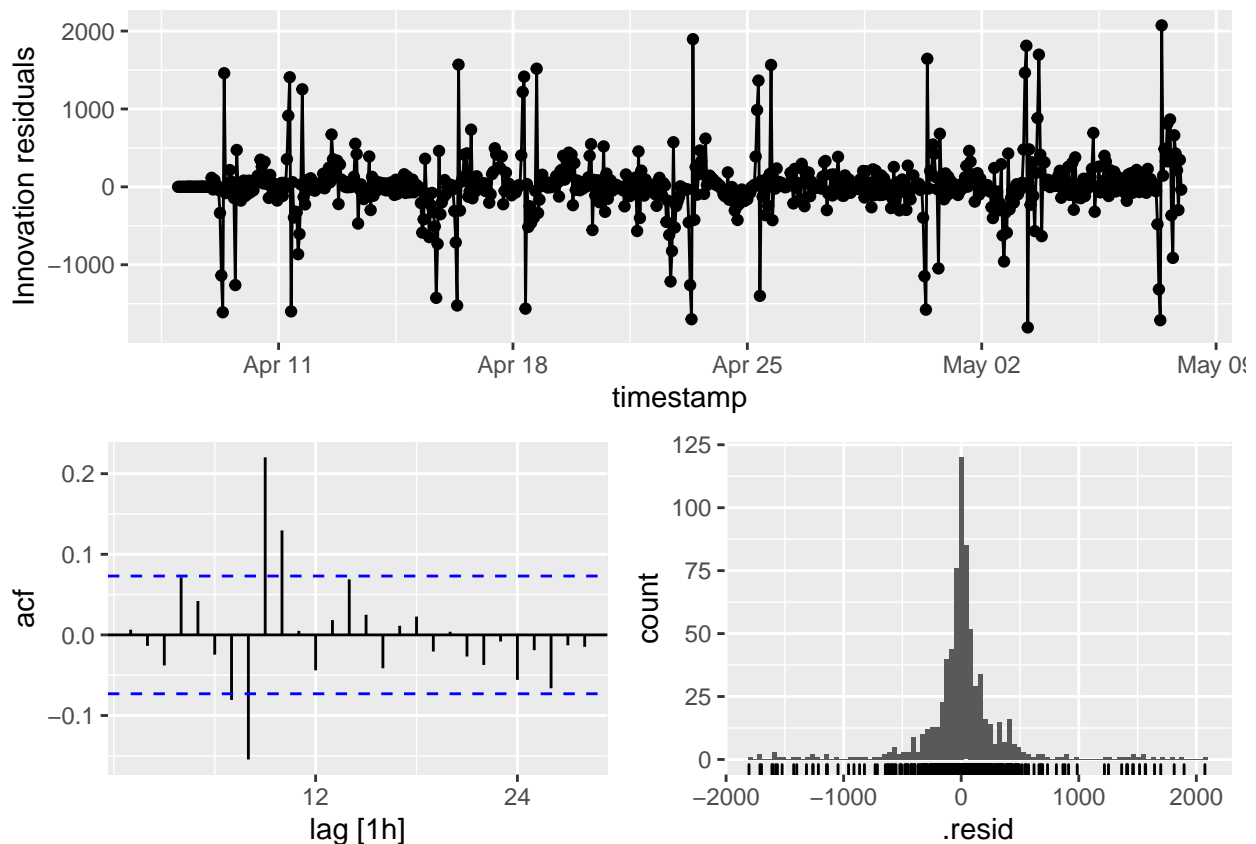 2000
1000
0
−1000
Innovation residuals
Apr 11 Apr 18 Apr 25 May 02 May 09
timestamp
0.2
0.1
0.0
−0.1
acf
12 24
lag [1h]
125
100
75
50
25
0
count
−2000 −1000 0 1000 2000
.resid